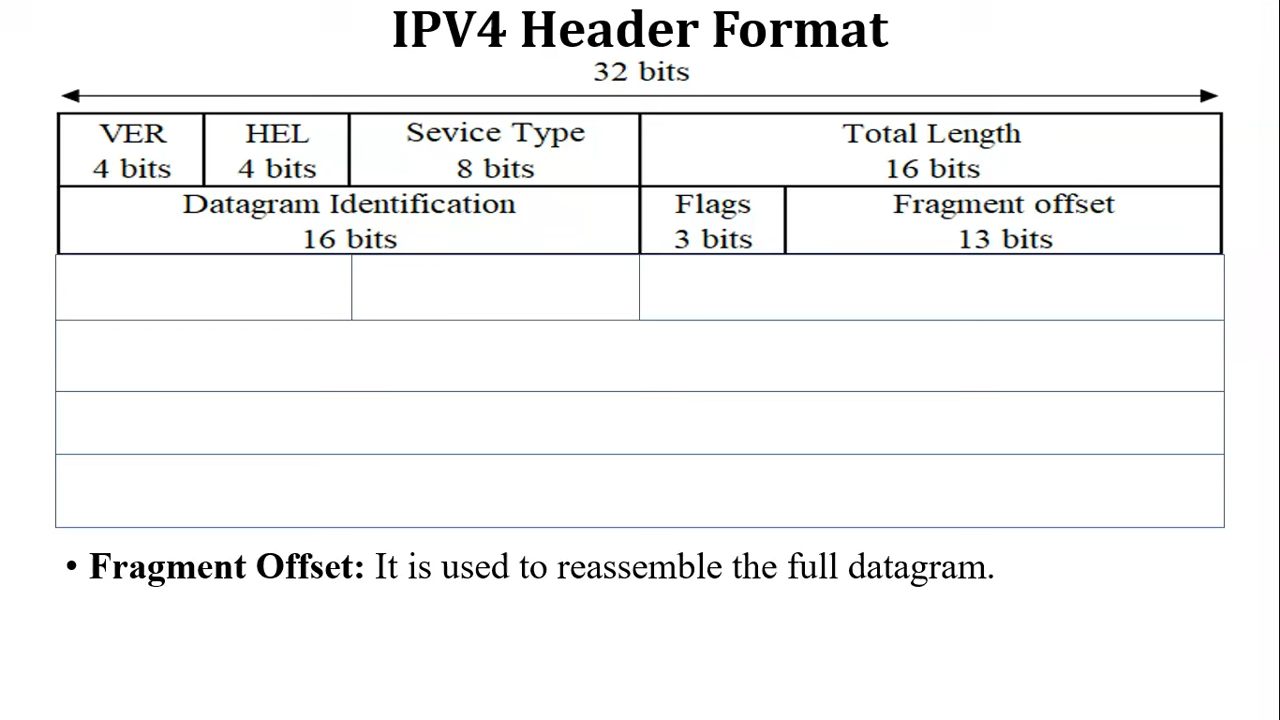 IPV4 Header Format
32 bits
VER HEL Sevice Type Total Length
4 bits 4 bits 8 bits 16 bits
Datagram Identification Flags Fragment offset
16 bits 3 bits 13 bits
• Fragment Offset: It is used to reassemble the full datagram.